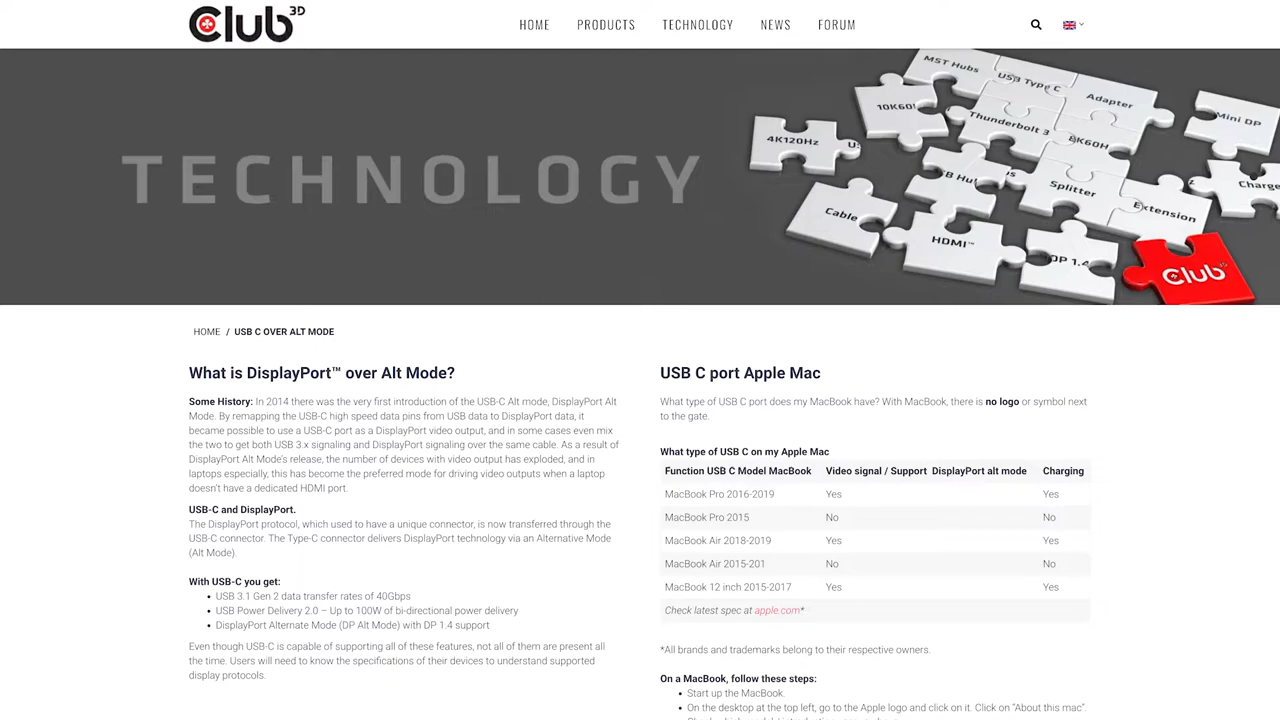 Club 3D
HOME PRODUCTS TECHNOLOGY NEWS FORUM
TECHNOLOGY
MST Hubs
USB Type C
Adapter
Mini DP
10K60
Thunderbolt 3
8K60H
4K120Hz
Splitter
Extension
Cable
HDMI™
DP 1.4
Club
HOME / USB C OVER ALT MODE
What is DisplayPort™ over Alt Mode?
Some History: In 2014 there was the very first introduction of the USB-C Alt mode, DisplayPort Alt
Mode. By remapping the USB-C high speed data pins from USB data to DisplayPort data, it
became possible to use a USB-C port as a DisplayPort video output, and in some cases even mix
the two to get both USB 3.x signaling and DisplayPort signaling over the same cable. As a result of
DisplayPort Alt Mode's release, the number of devices with video output has exploded, and in
laptops especially, this has become the preferred mode for driving video outputs when a laptop
doesn't have a dedicated HDMI port.
USB-C and DisplayPort.
The DisplayPort protocol, which used to have a unique connector, is now transferred through the
USB-C connector. The Type-C connector delivers DisplayPort technology via an Alternative Mode
(Alt Mode).
With USB-C you get:
• USB 3.1 Gen 2 data transfer rates of 40Gbps
• USB Power Delivery 2.0 – Up to 100W of bi-directional power delivery
• DisplayPort Alternate Mode (DP Alt Mode) with DP 1.4 support
Even though USB-C is capable of supporting all of these features, not all of them are present all
the time. Users will need to know the specifications of their devices to understand supported
display protocols.
USB C port Apple Mac
What type of USB C port does my MacBook have? With MacBook, there is no logo or symbol next
to the gate.
What type of USB C on my Apple Mac
Function USB C Model MacBook Video signal / Support DisplayPort alt mode Charging
MacBook Pro 2016-2019 Yes Yes
MacBook Pro 2015 No No
MacBook Air 2018-2019 Yes Yes
MacBook Air 2015-201 No No
MacBook 12 inch 2015-2017 Yes Yes
Check latest spec at apple.com*
*All brands and trademarks belong to their respective owners.
On a MacBook, follow these steps:
• Start up the MacBook.
• On the desktop at the top left, go to the Apple logo and click on it. Click on "About this mac".